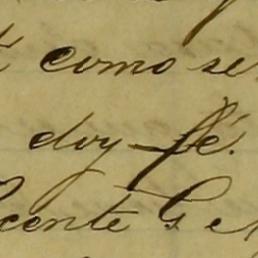 como se
doy fé.
cente G.